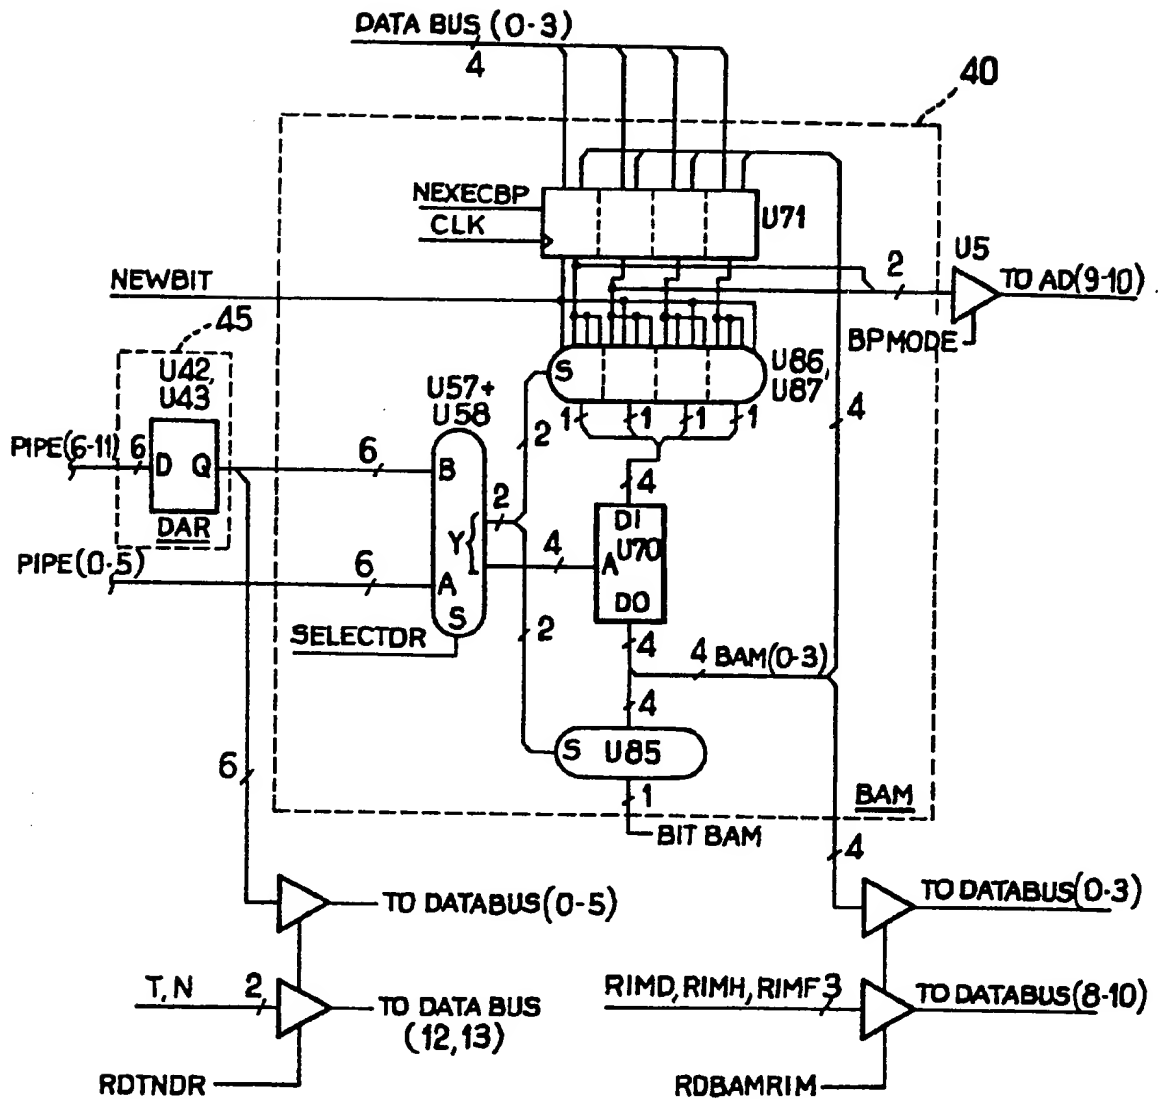 DATA BUS (0-3)
4
40
NEXECBP
CLK
U71
NEWBIT
2
U5
TO AD(9-10)
BPMODE
45
U42,
U43
U57+
U58
S
U86,
U87
1 1 1 1
4
PIPE(6-11)
6
D Q
DAR
6
B
2
2
4
DI
U70
A
DO
Y
4
PIPE(0-5)
6
A
S
SELECTDR
2
4
4 BAM(0-3)
4
S U85
6
1
BAM
BIT BAM
4
TO DATABUS(0-5)
TO DATABUS(0-3)
T, N
2
TO DATA BUS
(12,13)
RIMD, RIMH, RIMF
3
TO DATABUS(8-10)
RDTNDR
RDBAMRIM